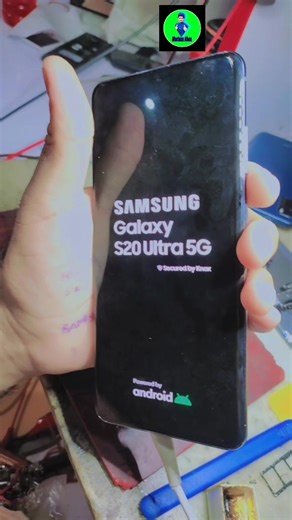 SAMSUNG
Galaxy
S20 Ultra 5G
Secured by Knox
Powered by
android